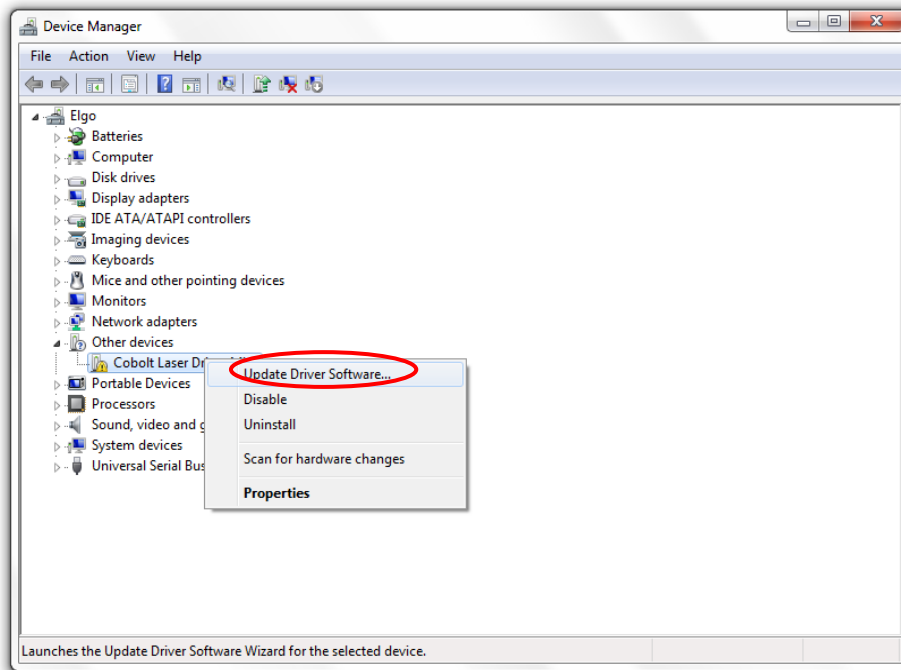 Device Manager
File Action View Help
Elgo
Batteries
Computer
Disk drives
Display adapters
IDE ATA/ATAPI controllers
Imaging devices
Keyboards
Mice and other pointing devices
Monitors
Network adapters
Other devices
Cobolt Laser
Update Driver Software...
Portable Devices
Disable
Processors
Sound, video and
Uninstall
System devices
Scan for hardware changes
Universal Serial Bus
Properties
Launches the Update Driver Software Wizard for the selected device.